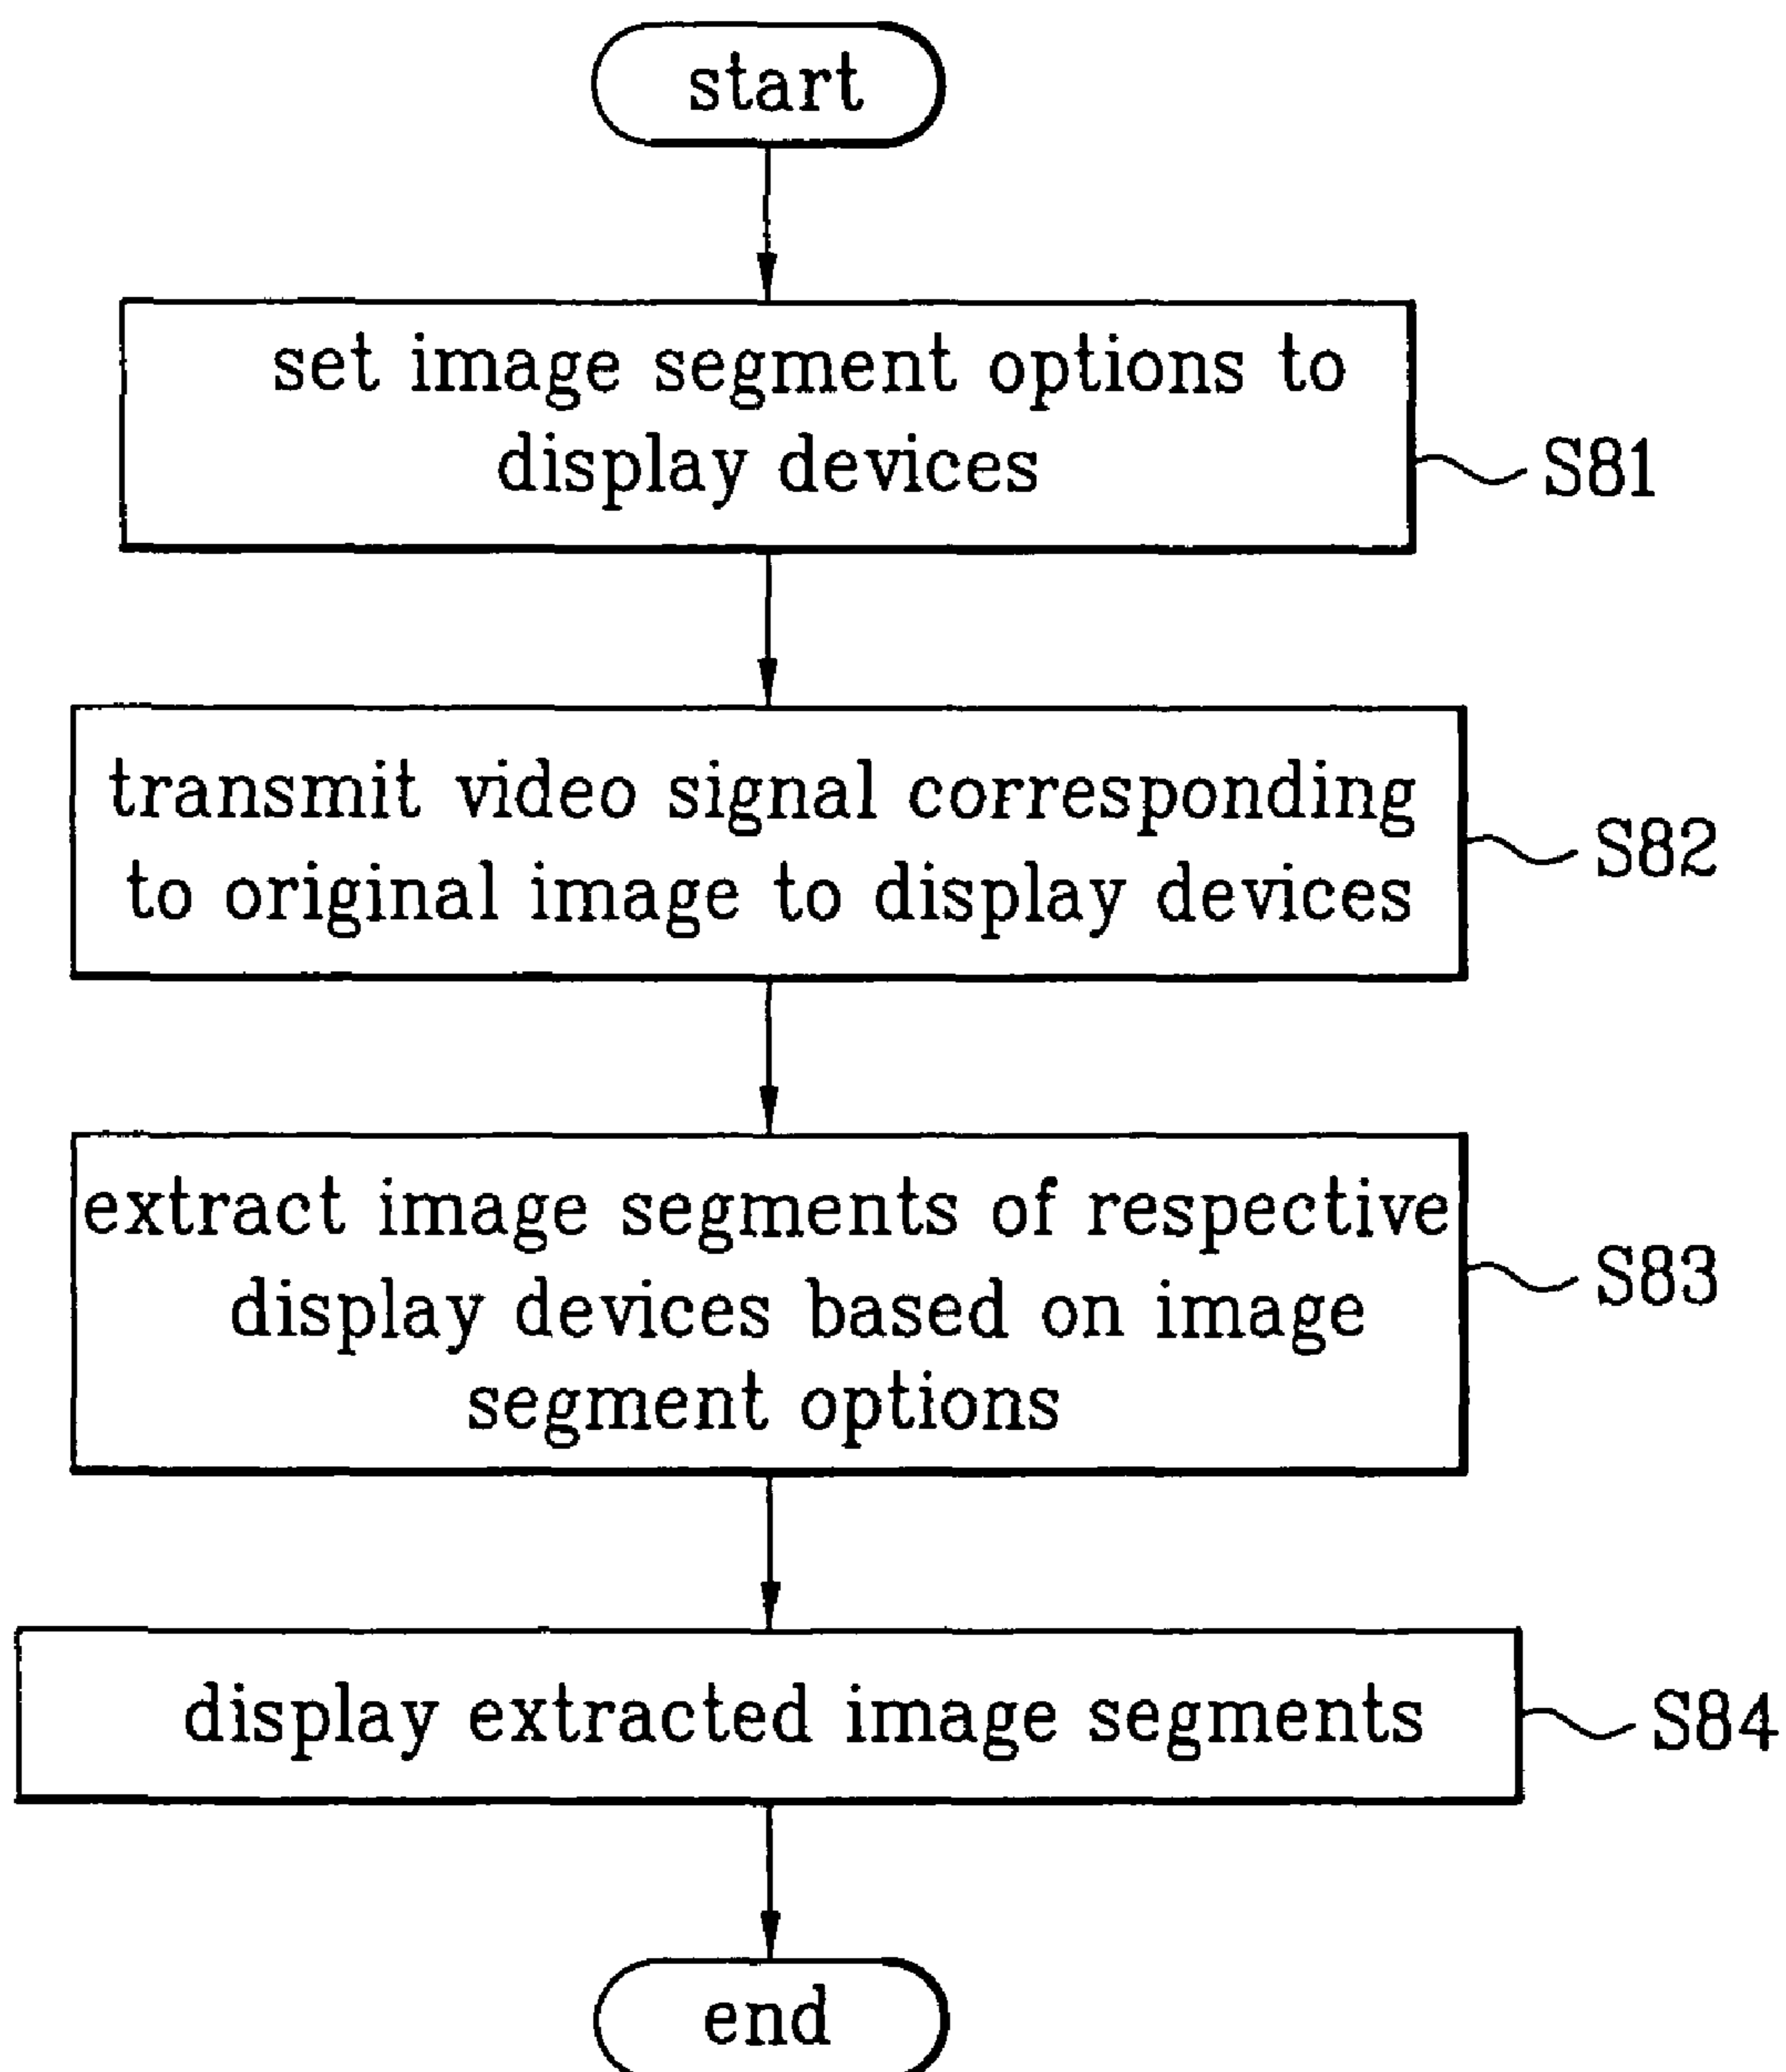 start
set image segment options to
display devices
S81
transmit video signal corresponding
to original image to display devices
S82
extract image segments of respective
display devices based on image
segment options
S83
display extracted image segments
S84
end